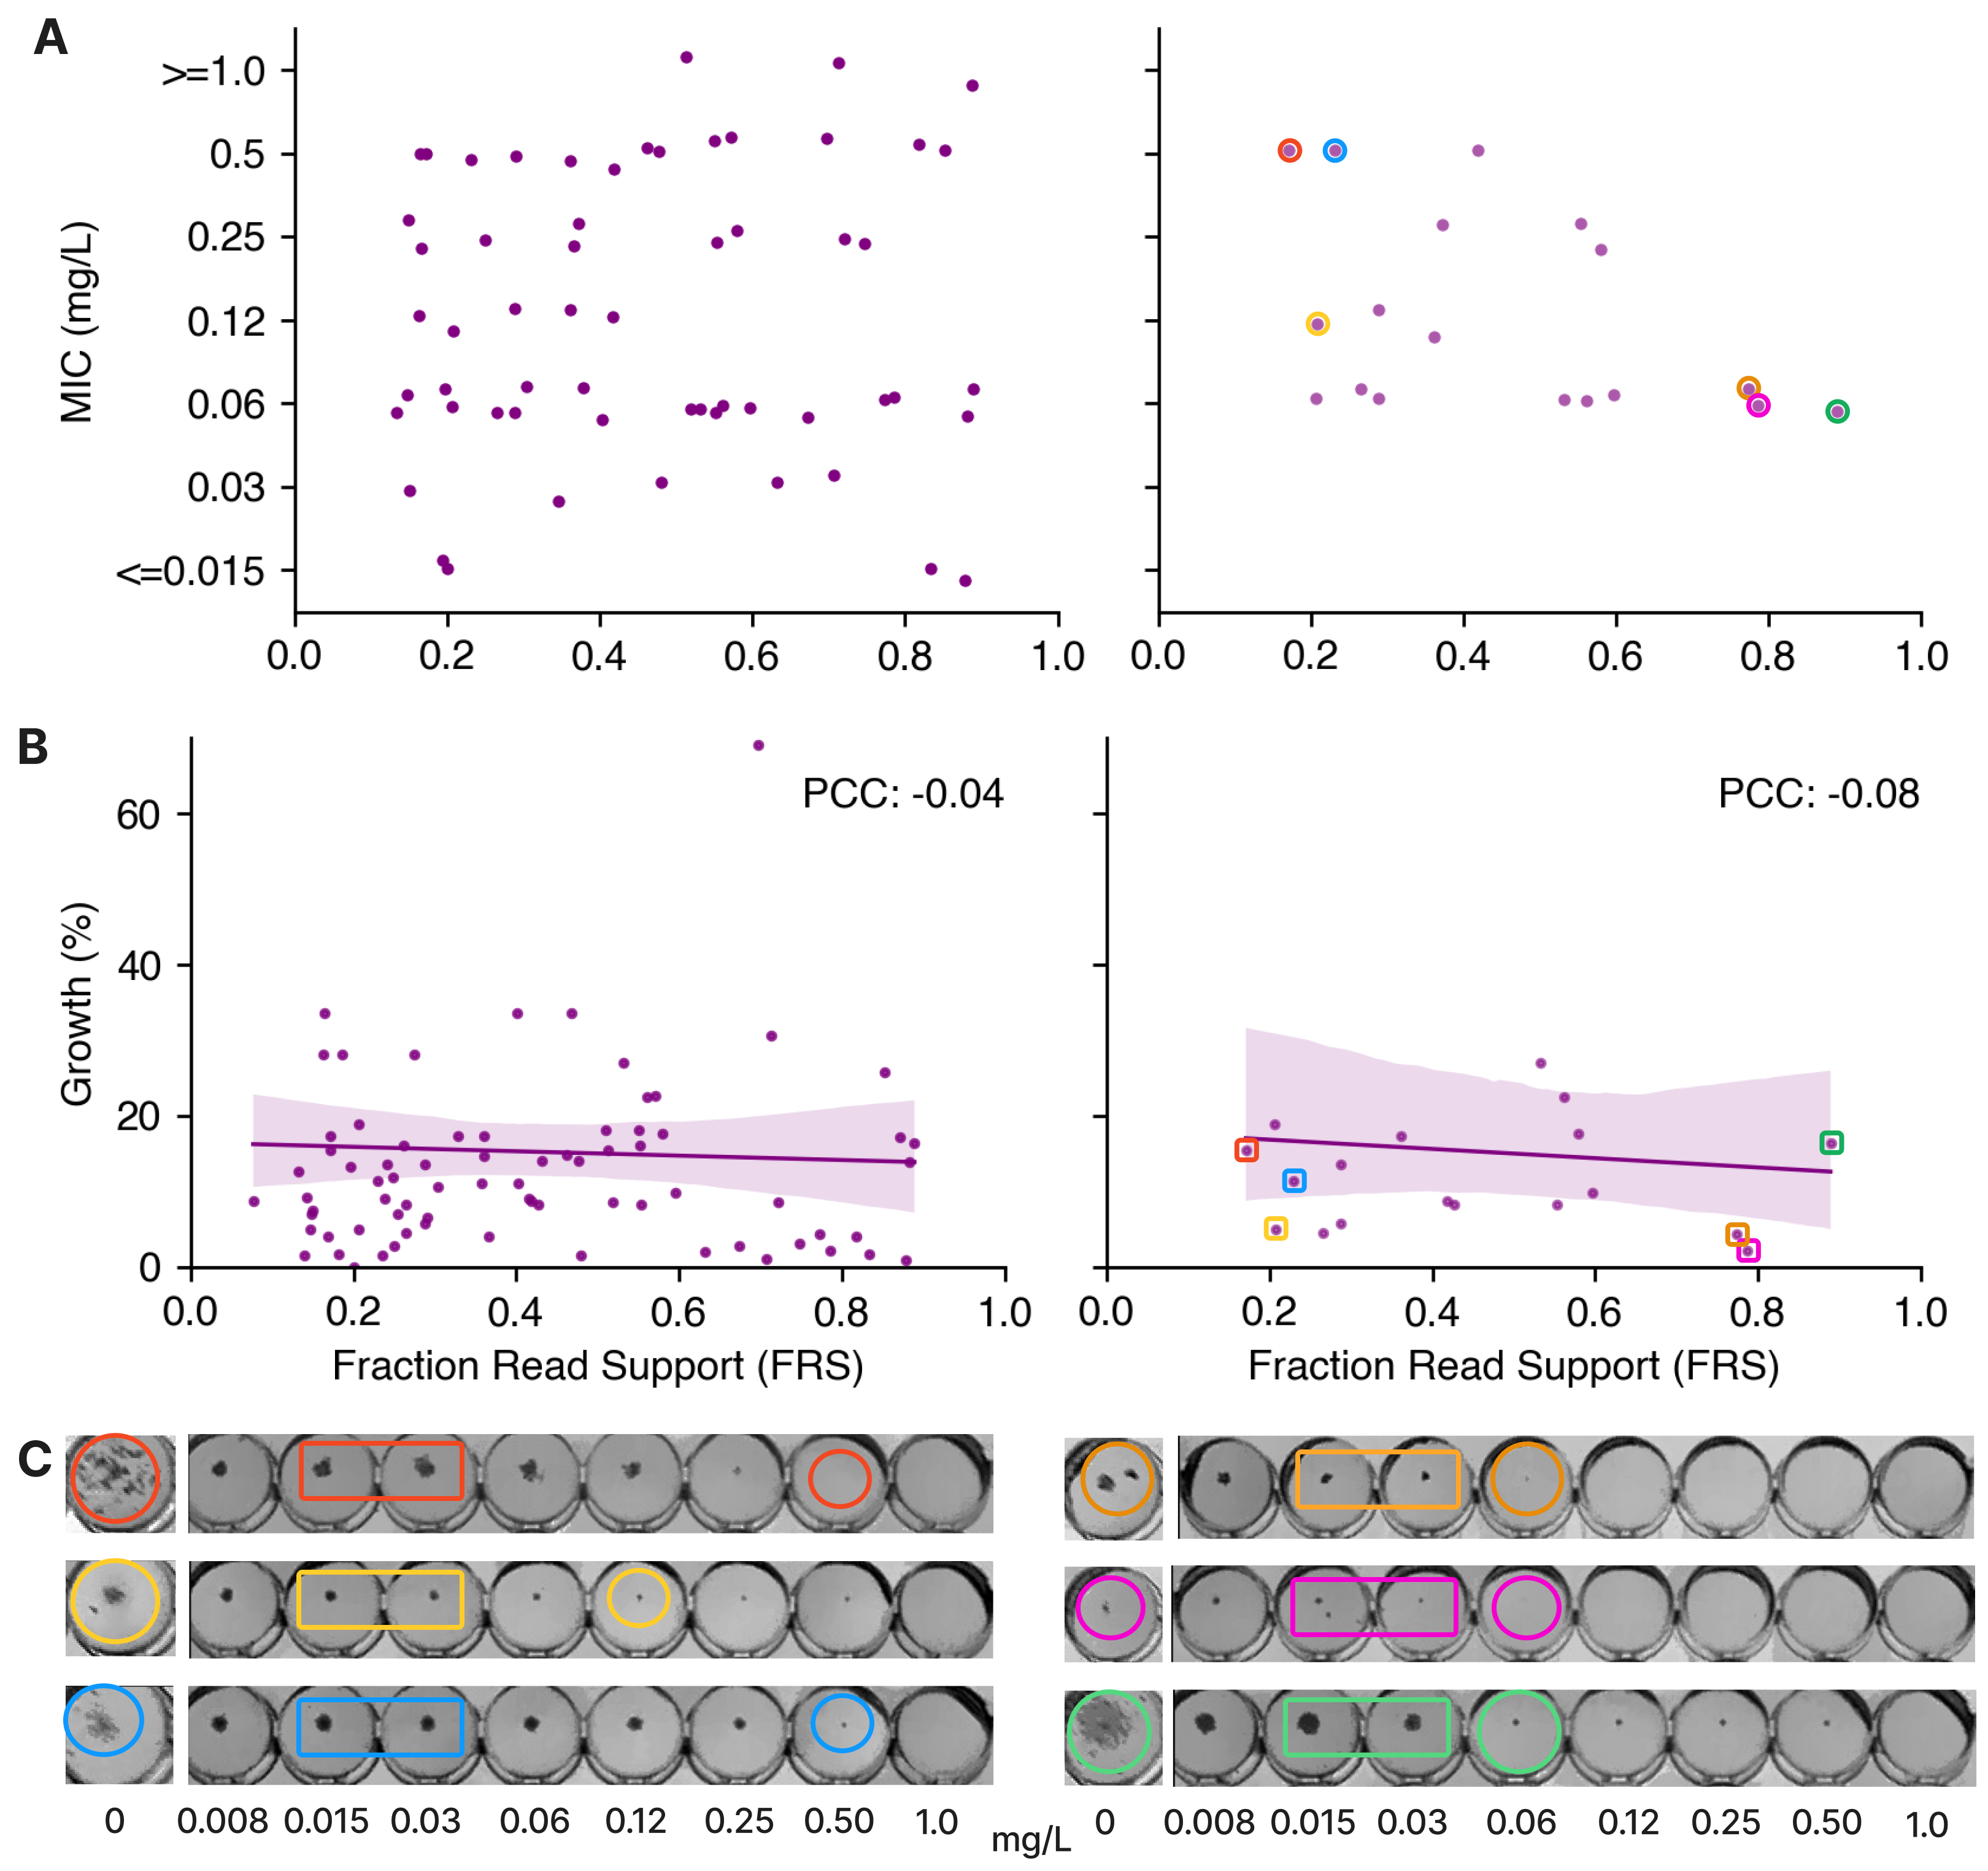 A
MIC (mg/L)
>=1.0
0.5
0.25
0.12
0.06
0.03
<=0.015
0.0 0.2 0.4 0.6 0.8 1.0
0.0 0.2 0.4 0.6 0.8 1.0
B
PCC: -0.04
PCC: -0.08
Growth (%)
60
40
20
0
0.0 0.2 0.4 0.6 0.8 1.0
0.0 0.2 0.4 0.6 0.8 1.0
Fraction Read Support (FRS)
Fraction Read Support (FRS)
C
0 0.008 0.015 0.03 0.06 0.12 0.25 0.50 1.0
mg/L
0 0.008 0.015 0.03 0.06 0.12 0.25 0.50 1.0